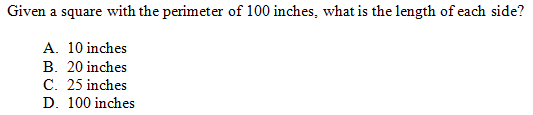 Given a square with the perimeter of 100 inches, what is the length of each side?
A. 10 inches
B. 20 inches
C. 25 inches
D. 100 inches